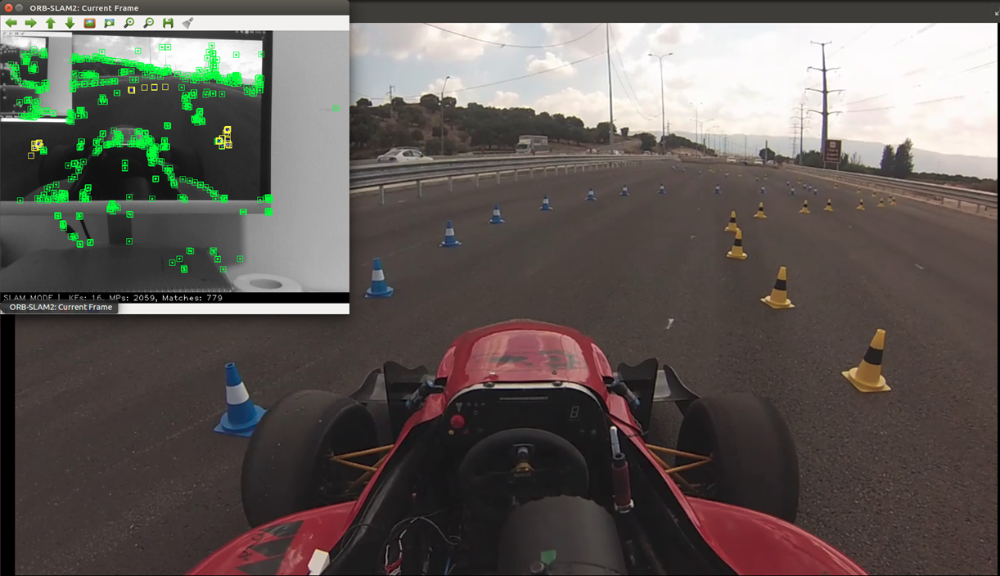 ORB-SLAM2: Current Frame
SLAM MODE | KFs: 16, MPs: 2059, Matches: 779
ORB-SLAM2: Current Frame